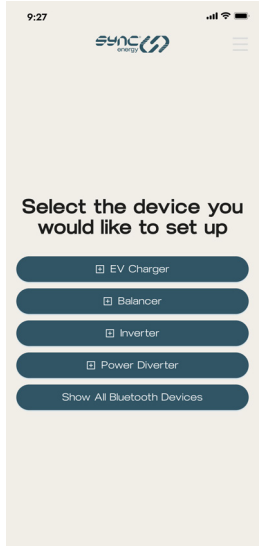 9:27
sync
energy
Select the device you
would like to set up
EV Charger
Balancer
Inverter
Power Diverter
Show All Bluetooth Devices